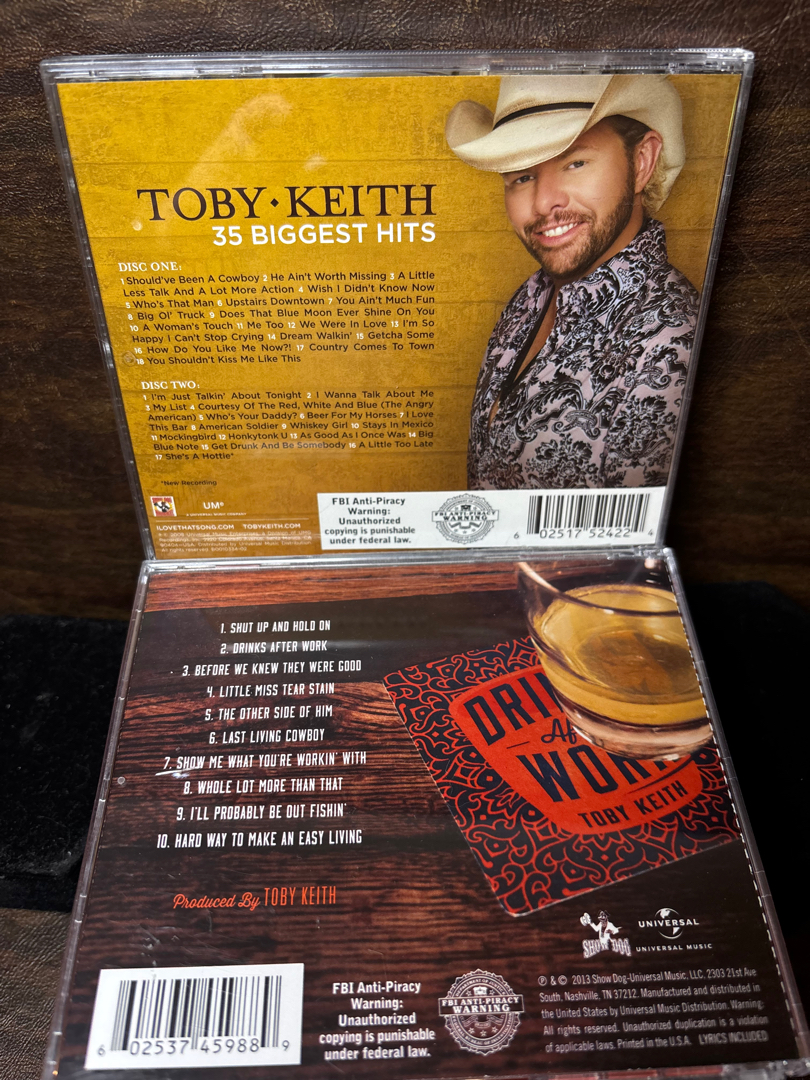 TOBY • KEITH
35 BIGGEST HITS
DISC ONE:
1 Should've Been A Cowboy 2 He Ain't Worth Missing 3 A Little
Less Talk And A Lot More Action 4 Wish I Didn't Know Now
5 Who's That Man 6 Upstairs Downtown 7 You Ain't Much Fun
8 Big Ol' Truck 9 Does That Blue Moon Ever Shine On You
10 A Woman's Touch 11 Me Too 12 We Were In Love 13 I'm So
Happy I Can't Stop Crying 14 Dream Walkin' 15 Getcha Some
16 How Do You Like Me Now?! 17 Country Comes To Town
18 You Shouldn't Kiss Me Like This
DISC TWO:
1 I'm Just Talkin' About Tonight 2 I Wanna Talk About Me
3 My List 4 Courtesy Of The Red, White And Blue (The Angry
American) 5 Who's Your Daddy? 6 Beer For My Horses 7 I Love
This Bar 8 American Soldier 9 Whiskey Girl 10 Stays In Mexico
11 Mockingbird 12 Honkytonk U 13 As Good As I Once Was 14 Big
Blue Note 15 Get Drunk And Be Somebody 16 A Little Too Late
17 She's A Hottie*
*New Recording
UMe
A UNIVERSAL MUSIC COMPANY
ILOVETHATSONG.COM TOBYKEITH.COM
FBI Anti-Piracy
Warning:
Unauthorized
copying is punishable
under federal law.
FBI ANTI-PIRACY
WARNING
6 02517 52422 4
1. SHUT UP AND HOLD ON
2. DRINKS AFTER WORK
3. BEFORE WE KNEW THEY WERE GOOD
4. LITTLE MISS TEAR STAIN
5. THE OTHER SIDE OF HIM
6. LAST LIVING COWBOY
7. SHOW ME WHAT YOU'RE WORKIN' WITH
8. WHOLE LOT MORE THAN THAT
9. I'LL PROBABLY BE OUT FISHIN'
10. HARD WAY TO MAKE AN EASY LIVING
Produced By TOBY KEITH
DRI
Af
WOR
TOBY KEITH
SHOW DOG
UNIVERSAL
UNIVERSAL MUSIC
6 02537 45988 9
FBI Anti-Piracy
Warning:
Unauthorized
copying is punishable
under federal law.
FBI ANTI-PIRACY
WARNING
℗ & © 2013 Show Dog-Universal Music, LLC, 2303 21st Ave
South, Nashville, TN 37212. Manufactured and distributed in
the United States by Universal Music Distribution. Warning:
All rights reserved. Unauthorized duplication is a violation
of applicable laws. Printed in the U.S.A. LYRICS INCLUDED